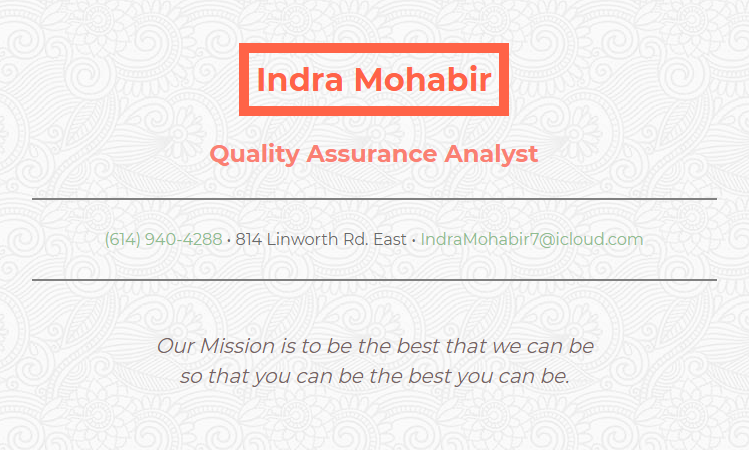 Indra Mohabir
Quality Assurance Analyst
(614) 940-4288 • 814 Linworth Rd. East • IndraMohabir7@icloud.com
Our Mission is to be the best that we can be
so that you can be the best you can be.